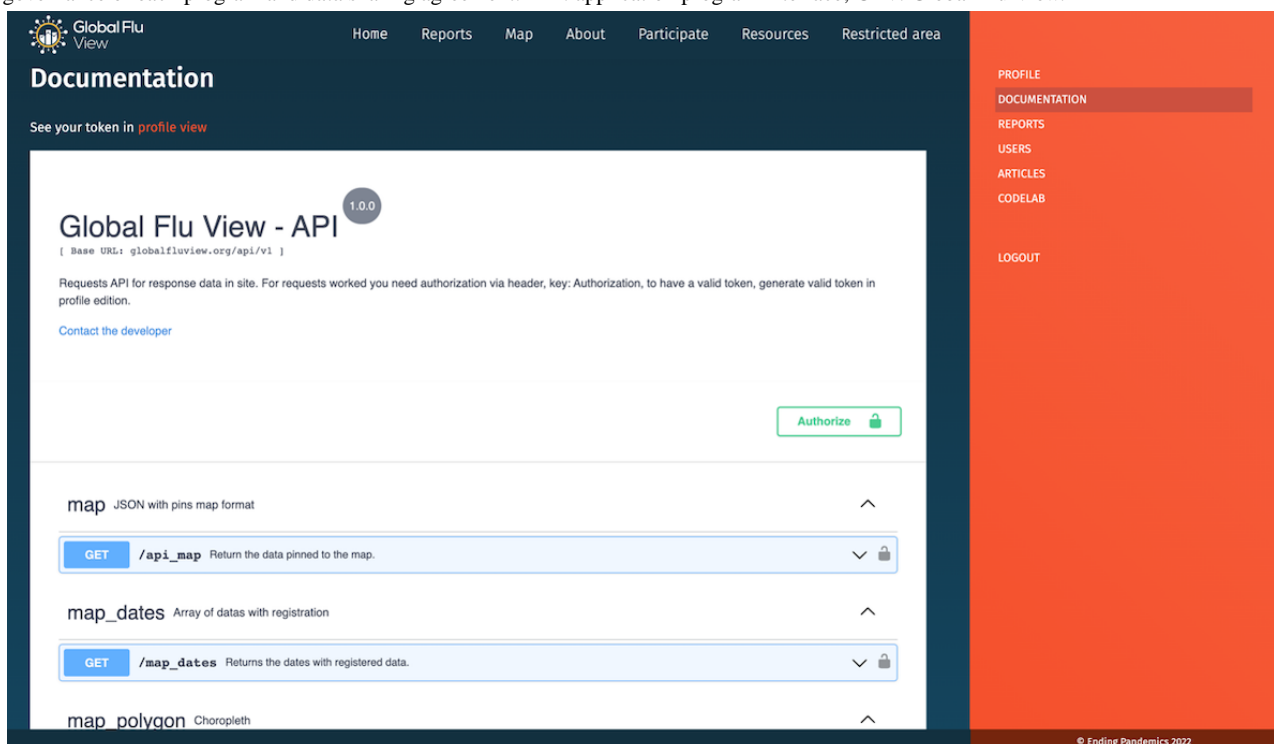 Global Flu
View
Home Reports Map About Participate Resources Restricted area
Documentation
See your token in profile view
Global Flu View - API 1.0.0
[ Base URL: globalfluview.org/api/v1 ]
Requests API for response data in site. For requests worked you need authorization via header, key: Authorization, to have a valid token, generate valid token in
profile edition.
Contact the developer
Authorize
map JSON with pins map format
GET /api_map Return the data pinned to the map.
map_dates Array of datas with registration
GET /map_dates Returns the dates with registered data.
map_polygon Choropleth
PROFILE
DOCUMENTATION
REPORTS
USERS
ARTICLES
CODELAB
LOGOUT
© Ending Pandemics 2022